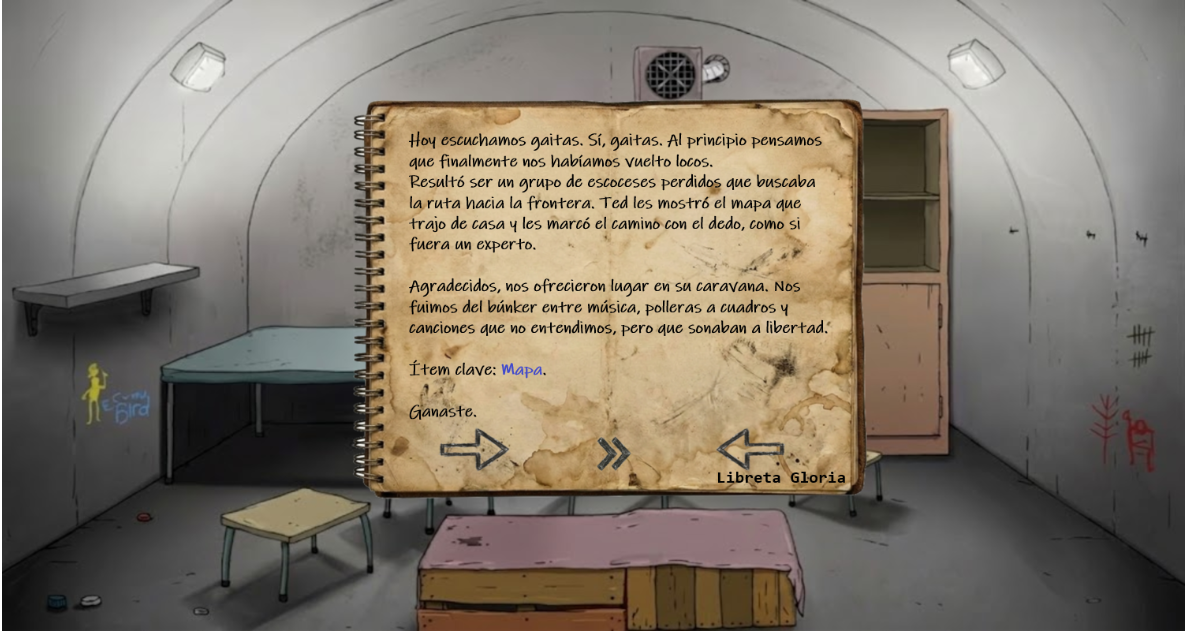 Hoy escuchamos gaitas. Sí, gaitas. Al principio pensamos
que finalmente nos habíamos vuelto locos.
Resultó ser un grupo de escoceses perdidos que buscaba
la ruta hacia la frontera. Ted les mostró el mapa que
trajo de casa y les marcó el camino con el dedo, como si
fuera un experto.
Agradecidos, nos ofrecieron lugar en su caravana. Nos
fuimos del búnker entre música, polleras a cuadros y
canciones que no entendimos, pero que sonaban a libertad.
Ítem clave: Mapa.
Ganaste.
Libreta Gloria
BIrd